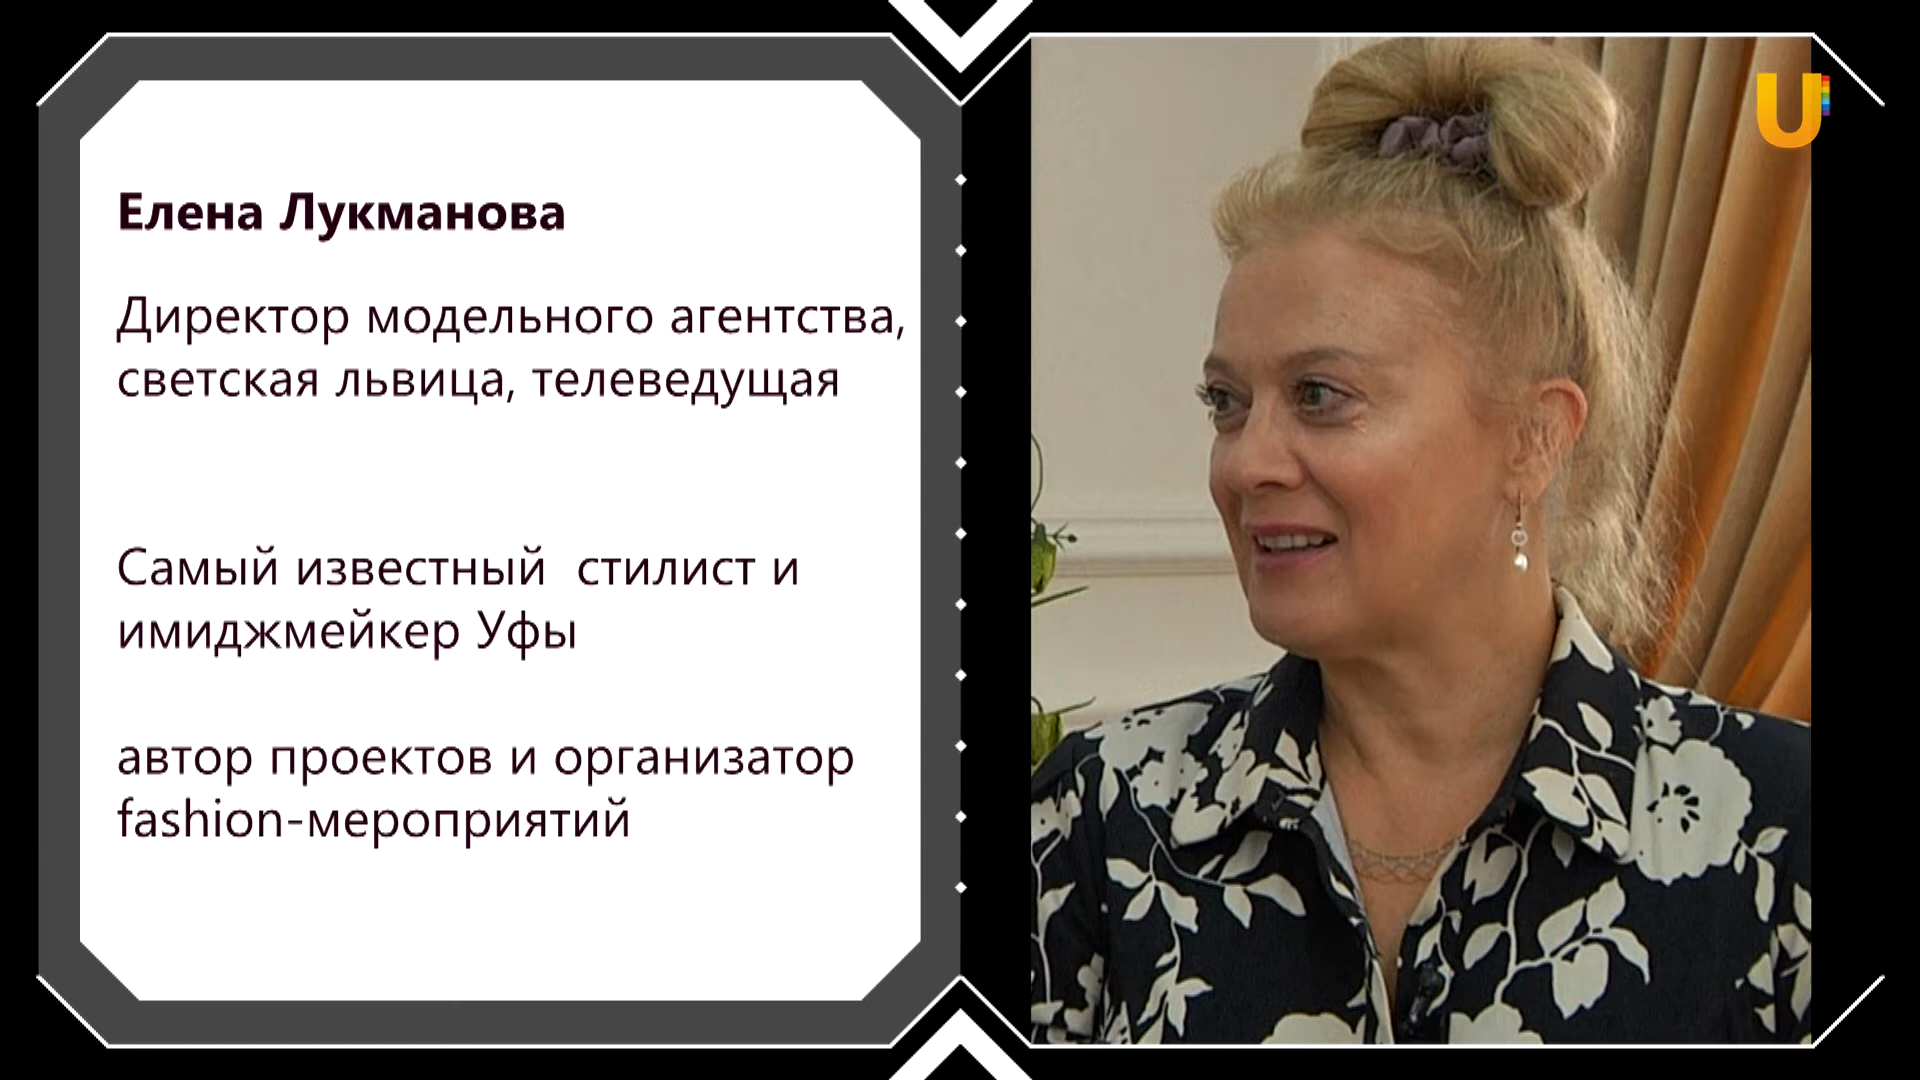 U
Елена Лукманова
Директор модельного агентства,
светская львица, телеведущая
Самый известный  стилист и
имиджмейкер Уфы
автор проектов и организатор
fashion-мероприятий